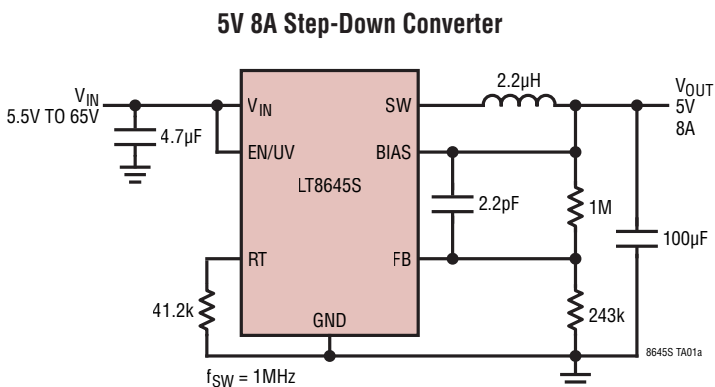 5V 8A Step-Down Converter
VIN
5.5V TO 65V
4.7µF
VIN
EN/UV
LT8645S
RT
GND
SW
BIAS
FB
2.2µH
2.2pF
1M
243k
VOUT
5V
8A
100µF
41.2k
fSW = 1MHz
8645S TA01a